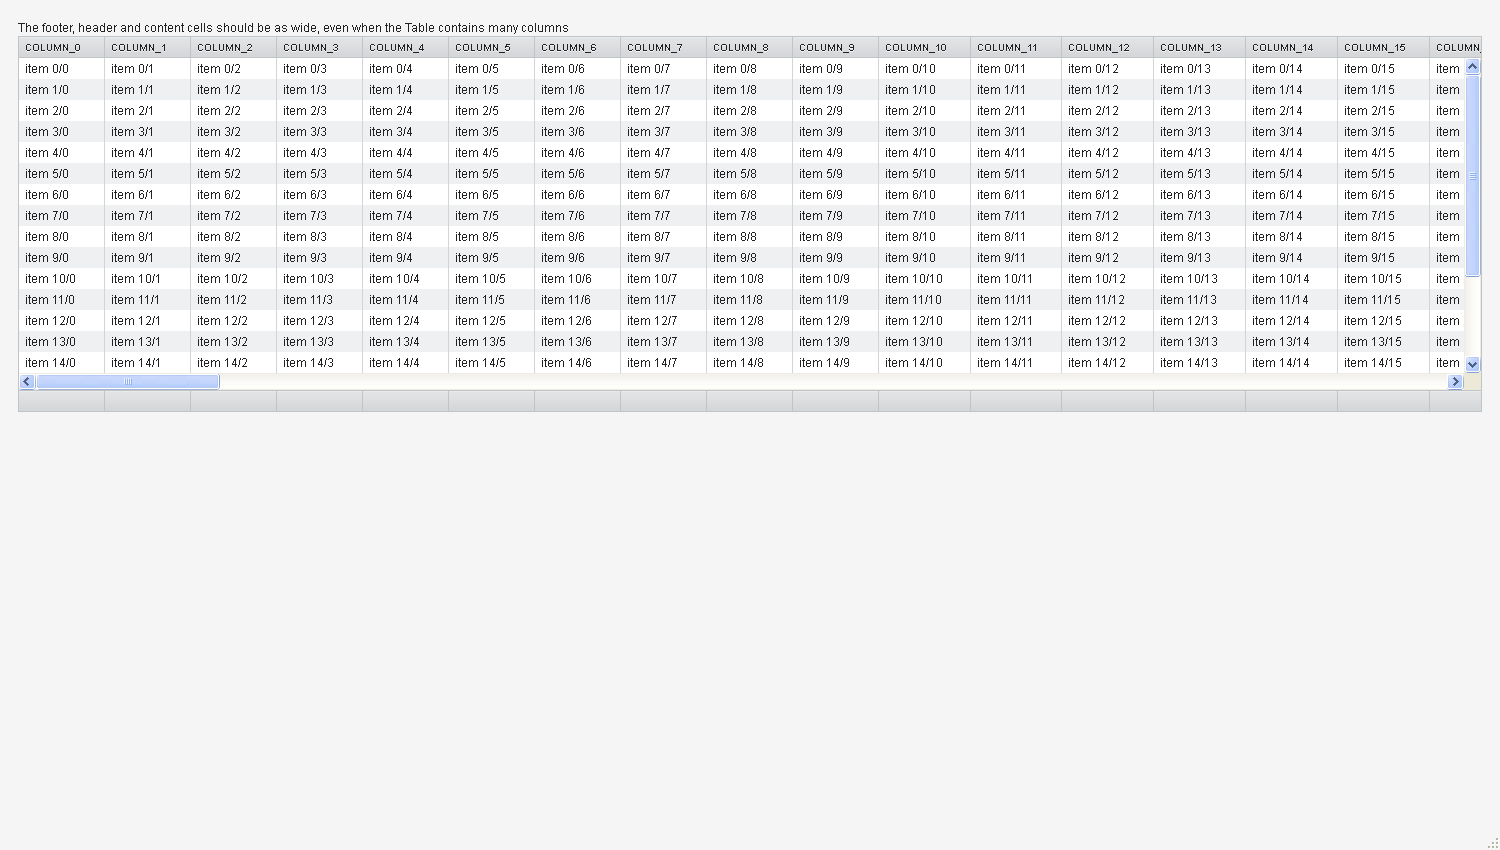 The footer, header and content cells should be as wide, even when the Table contains many columns
COLUMN_0 COLUMN_1 COLUMN_2 COLUMN_3 COLUMN_4 COLUMN_5 COLUMN_6 COLUMN_7 COLUMN_8 COLUMN_9 COLUMN_10 COLUMN_11 COLUMN_12 COLUMN_13 COLUMN_14 COLUMN_15 COLUMN_
item 0/0 item 0/1 item 0/2 item 0/3 item 0/4 item 0/5 item 0/6 item 0/7 item 0/8 item 0/9 item 0/10 item 0/11 item 0/12 item 0/13 item 0/14 item 0/15 item
item 1/0 item 1/1 item 1/2 item 1/3 item 1/4 item 1/5 item 1/6 item 1/7 item 1/8 item 1/9 item 1/10 item 1/11 item 1/12 item 1/13 item 1/14 item 1/15 item
item 2/0 item 2/1 item 2/2 item 2/3 item 2/4 item 2/5 item 2/6 item 2/7 item 2/8 item 2/9 item 2/10 item 2/11 item 2/12 item 2/13 item 2/14 item 2/15 item
item 3/0 item 3/1 item 3/2 item 3/3 item 3/4 item 3/5 item 3/6 item 3/7 item 3/8 item 3/9 item 3/10 item 3/11 item 3/12 item 3/13 item 3/14 item 3/15 item
item 4/0 item 4/1 item 4/2 item 4/3 item 4/4 item 4/5 item 4/6 item 4/7 item 4/8 item 4/9 item 4/10 item 4/11 item 4/12 item 4/13 item 4/14 item 4/15 item
item 5/0 item 5/1 item 5/2 item 5/3 item 5/4 item 5/5 item 5/6 item 5/7 item 5/8 item 5/9 item 5/10 item 5/11 item 5/12 item 5/13 item 5/14 item 5/15 item
item 6/0 item 6/1 item 6/2 item 6/3 item 6/4 item 6/5 item 6/6 item 6/7 item 6/8 item 6/9 item 6/10 item 6/11 item 6/12 item 6/13 item 6/14 item 6/15 item
item 7/0 item 7/1 item 7/2 item 7/3 item 7/4 item 7/5 item 7/6 item 7/7 item 7/8 item 7/9 item 7/10 item 7/11 item 7/12 item 7/13 item 7/14 item 7/15 item
item 8/0 item 8/1 item 8/2 item 8/3 item 8/4 item 8/5 item 8/6 item 8/7 item 8/8 item 8/9 item 8/10 item 8/11 item 8/12 item 8/13 item 8/14 item 8/15 item
item 9/0 item 9/1 item 9/2 item 9/3 item 9/4 item 9/5 item 9/6 item 9/7 item 9/8 item 9/9 item 9/10 item 9/11 item 9/12 item 9/13 item 9/14 item 9/15 item
item 10/0 item 10/1 item 10/2 item 10/3 item 10/4 item 10/5 item 10/6 item 10/7 item 10/8 item 10/9 item 10/10 item 10/11 item 10/12 item 10/13 item 10/14 item 10/15 item
item 11/0 item 11/1 item 11/2 item 11/3 item 11/4 item 11/5 item 11/6 item 11/7 item 11/8 item 11/9 item 11/10 item 11/11 item 11/12 item 11/13 item 11/14 item 11/15 item
item 12/0 item 12/1 item 12/2 item 12/3 item 12/4 item 12/5 item 12/6 item 12/7 item 12/8 item 12/9 item 12/10 item 12/11 item 12/12 item 12/13 item 12/14 item 12/15 item
item 13/0 item 13/1 item 13/2 item 13/3 item 13/4 item 13/5 item 13/6 item 13/7 item 13/8 item 13/9 item 13/10 item 13/11 item 13/12 item 13/13 item 13/14 item 13/15 item
item 14/0 item 14/1 item 14/2 item 14/3 item 14/4 item 14/5 item 14/6 item 14/7 item 14/8 item 14/9 item 14/10 item 14/11 item 14/12 item 14/13 item 14/14 item 14/15 item